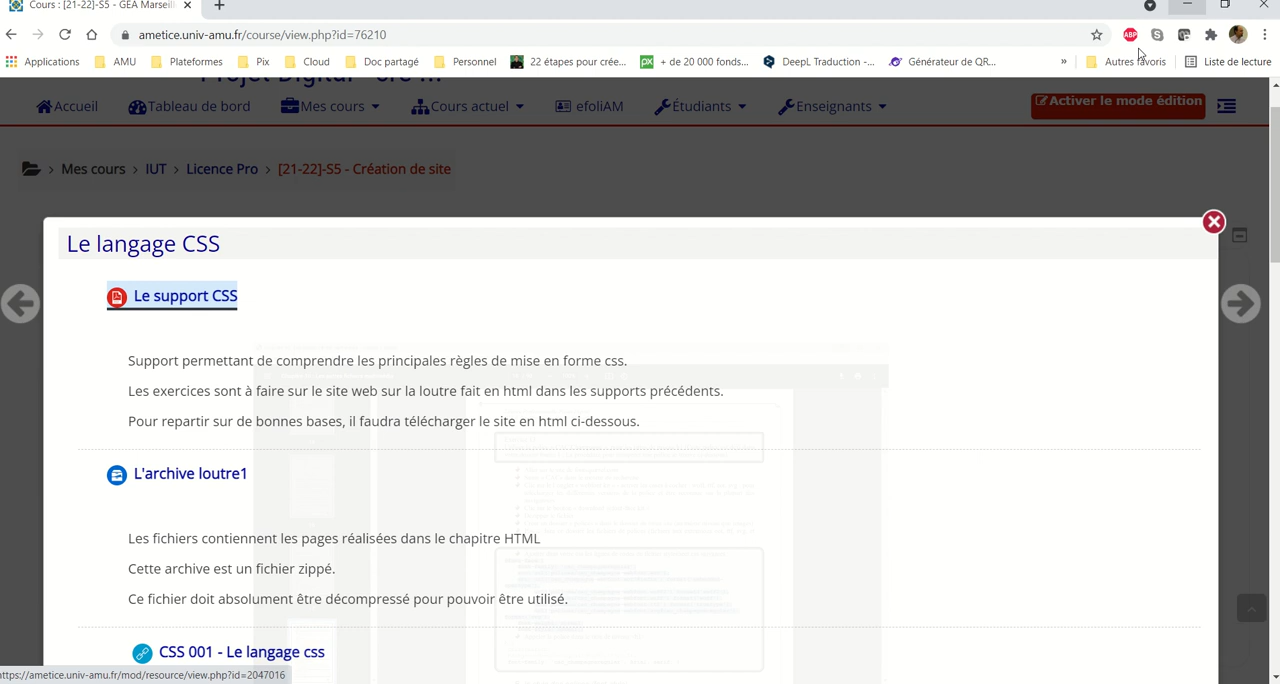 Cours : [21-22]-S5 - GEA Marseill
ametice.univ-amu.fr/course/view.php?id=76210
ABP
Applications AMU Plateformes Pix Cloud Doc partagé Personnel 22 étapes pour crée... px + de 20 000 fonds... DeepL Traduction -... Générateur de QR... » Autres favoris Liste de lecture
Accueil Tableau de bord Mes cours Cours actuel efoliAM Étudiants Enseignants Activer le mode édition
> Mes cours > IUT > Licence Pro > [21-22]-S5 - Création de site
Le langage CSS
Le support CSS
Support permettant de comprendre les principales règles de mise en forme css.
Les exercices sont à faire sur le site web sur la loutre fait en html dans les supports précédents.
Pour repartir sur de bonnes bases, il faudra télécharger le site en html ci-dessous.
L'archive loutre1
Les fichiers contiennent les pages réalisées dans le chapitre HTML
Cette archive est un fichier zippé.
Ce fichier doit absolument être décompressé pour pouvoir être utilisé.
CSS 001 - Le langage css
https://ametice.univ-amu.fr/mod/resource/view.php?id=2047016